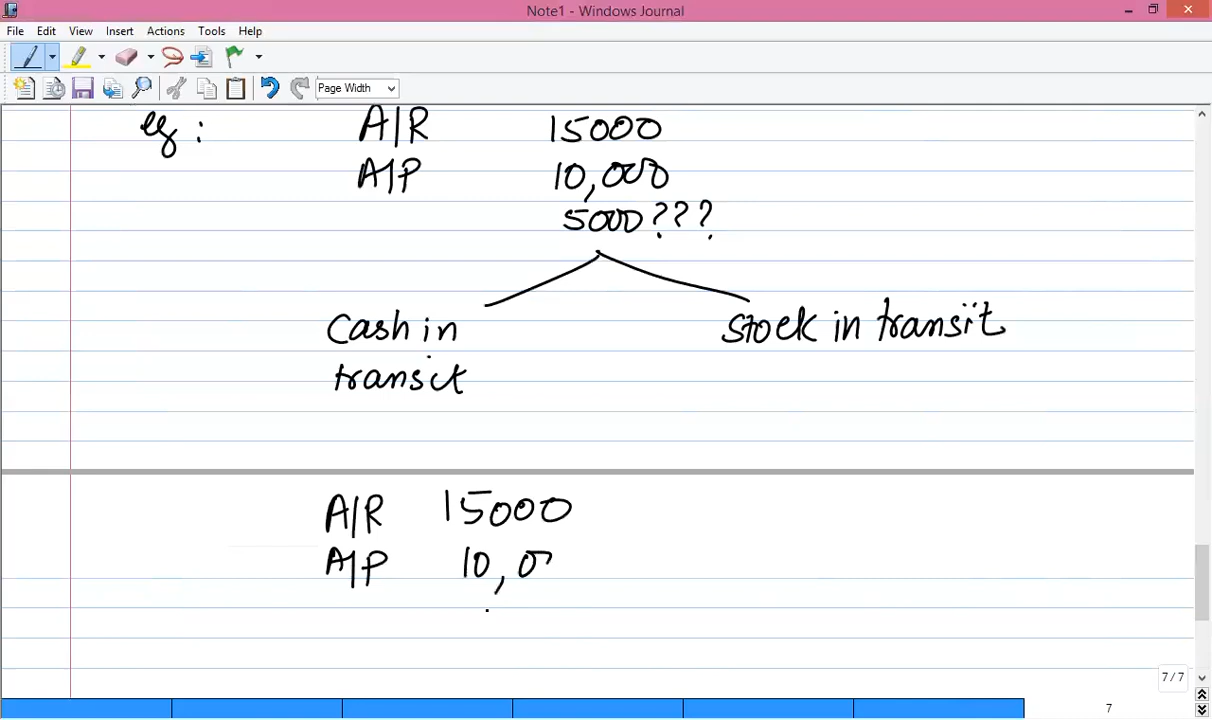 Note1 - Windows Journal
File Edit View Insert Actions Tools Help
Page Width
eg : A/R 15000
A/P 10,000
5000???
Cash in Stock in transit
transit
A/R 15000
A/P 10,00
7 / 7
7